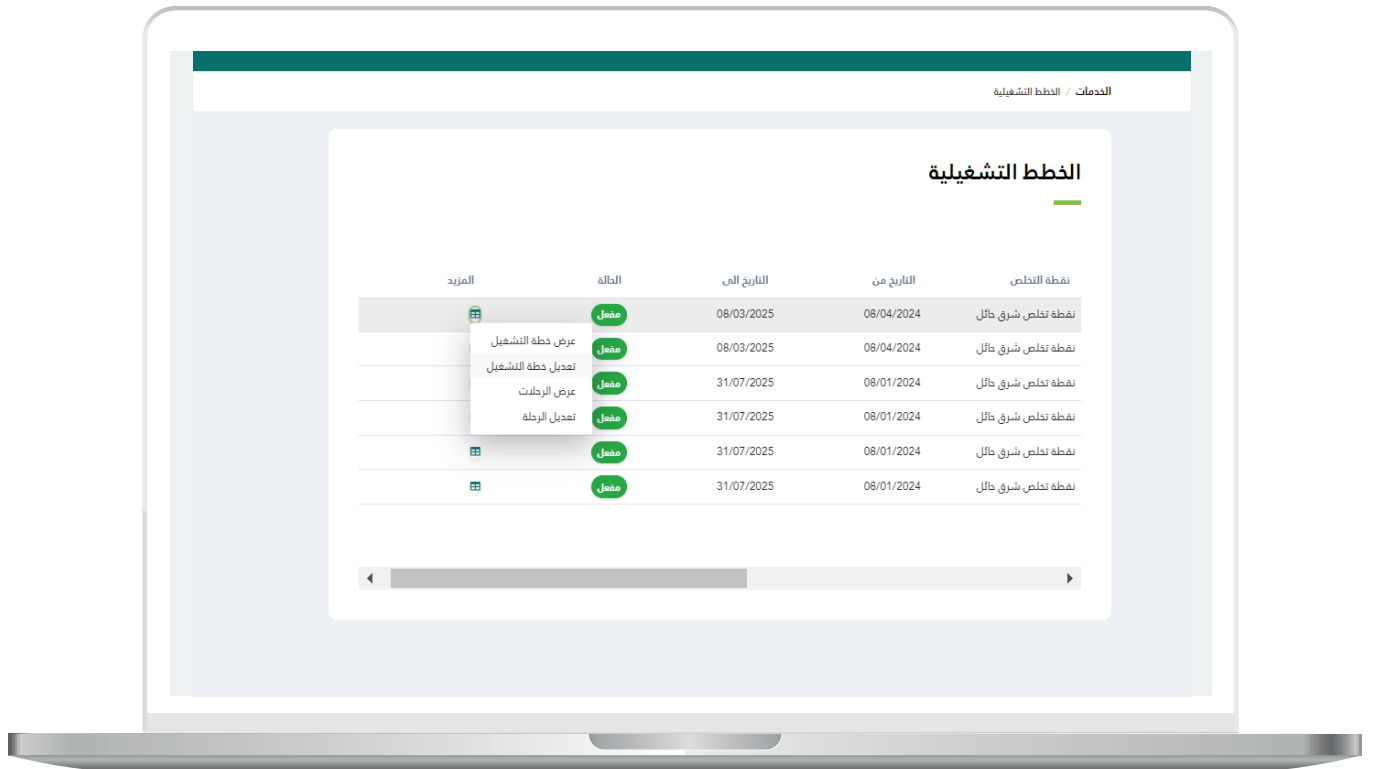 الخدمات / الخطط التشغيلية
الخطط التشغيلية
نقطة التخلص التاريخ من التاريخ الى الحالة المزيد
نقطة تخلص شرق حائل 08/04/2024 08/03/2025 مفعل
نقطة تخلص شرق حائل 08/04/2024 08/03/2025 مفعل
نقطة تخلص شرق حائل 08/01/2024 31/07/2025 مفعل
نقطة تخلص شرق حائل 08/01/2024 31/07/2025 مفعل
نقطة تخلص شرق حائل 08/01/2024 31/07/2025 مفعل
نقطة تخلص شرق حائل 08/01/2024 31/07/2025 مفعل
عرض خطة التشغيل
تعديل خطة التشغيل
عرض الرحلات
تعديل الرحلة